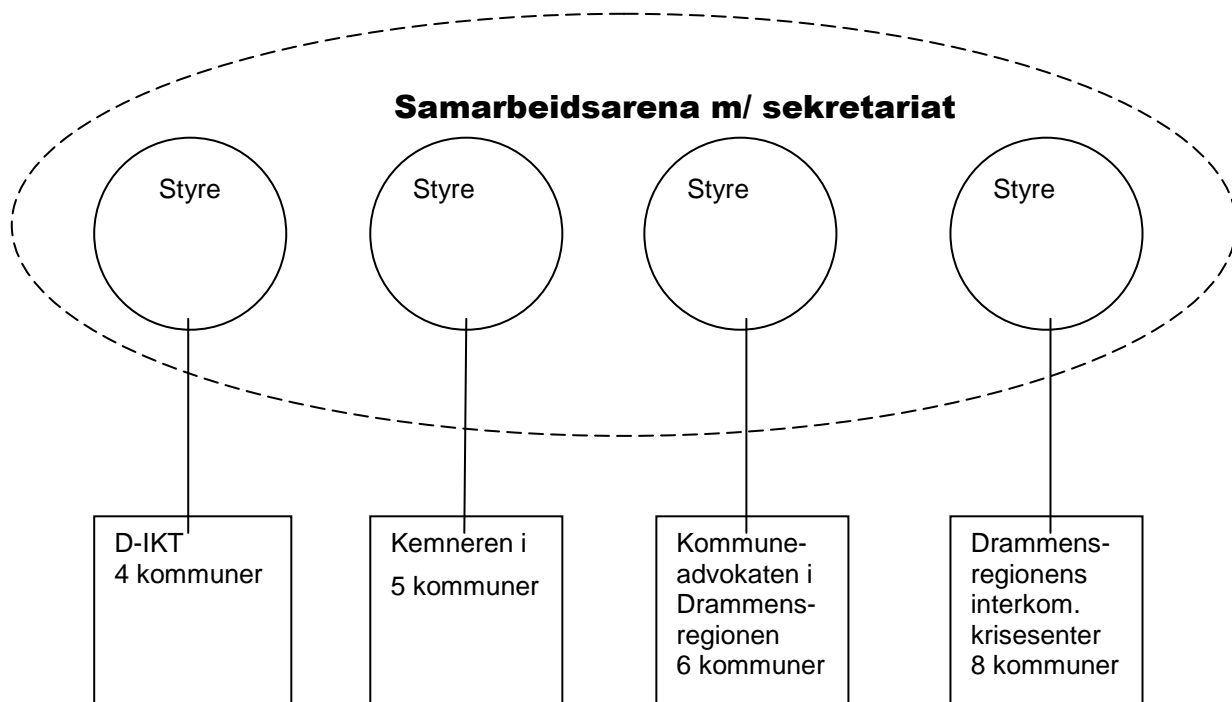 Samarbeidsarena m/ sekretariat
Styre
Styre
Styre
Styre
D-IKT
4 kommuner
Kemneren i
5 kommuner
Kommune-
advokaten i
Drammens-
regionen
6 kommuner
Drammens-
regionens
interkom.
krisesenter
8 kommuner